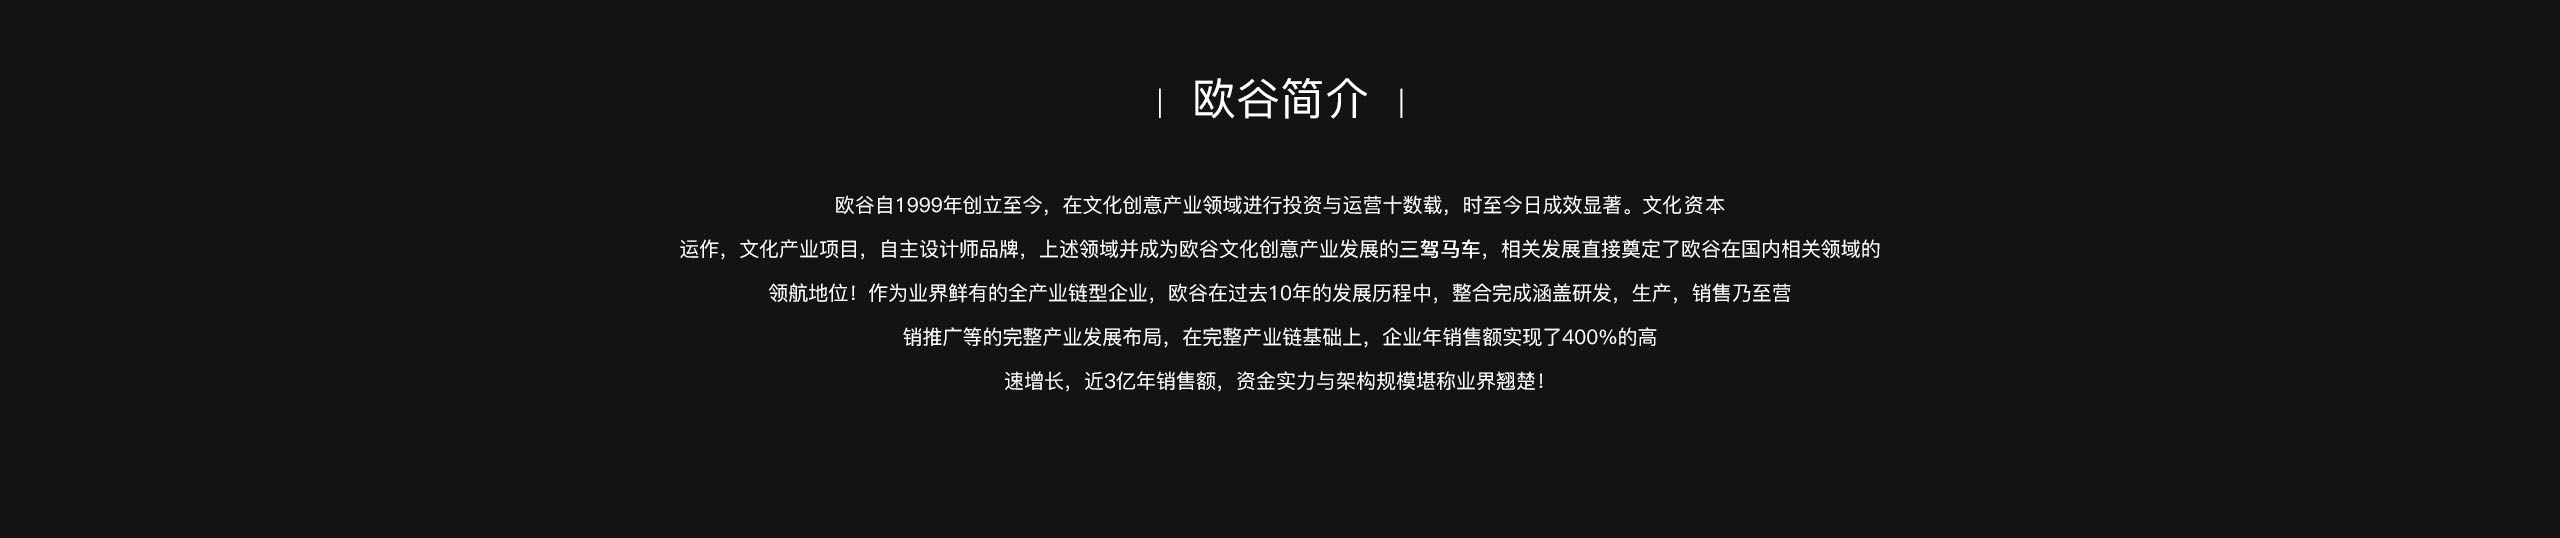 | 欧谷简介 |
欧谷自1999年创立至今，在文化创意产业领域进行投资与运营十数载，时至今日成效显著。文化资本
运作，文化产业项目，自主设计师品牌，上述领域并成为欧谷文化创意产业发展的三驾马车，相关发展直接奠定了欧谷在国内相关领域的
领航地位！作为业界鲜有的全产业链型企业，欧谷在过去10年的发展历程中，整合完成涵盖研发，生产，销售乃至营
销推广等的完整产业发展布局，在完整产业链基础上，企业年销售额实现了400%的高
速增长，近3亿年销售额，资金实力与架构规模堪称业界翘楚！